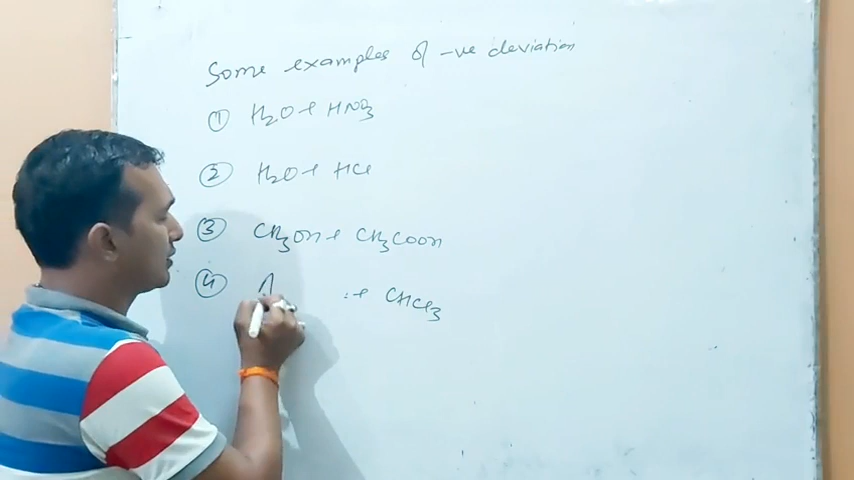 Some examples of -ve deviation
① H₂O + HNO₃
② H₂O + HCl
③ CH₃OH + CH₃COOH
④ A + CHCl₃